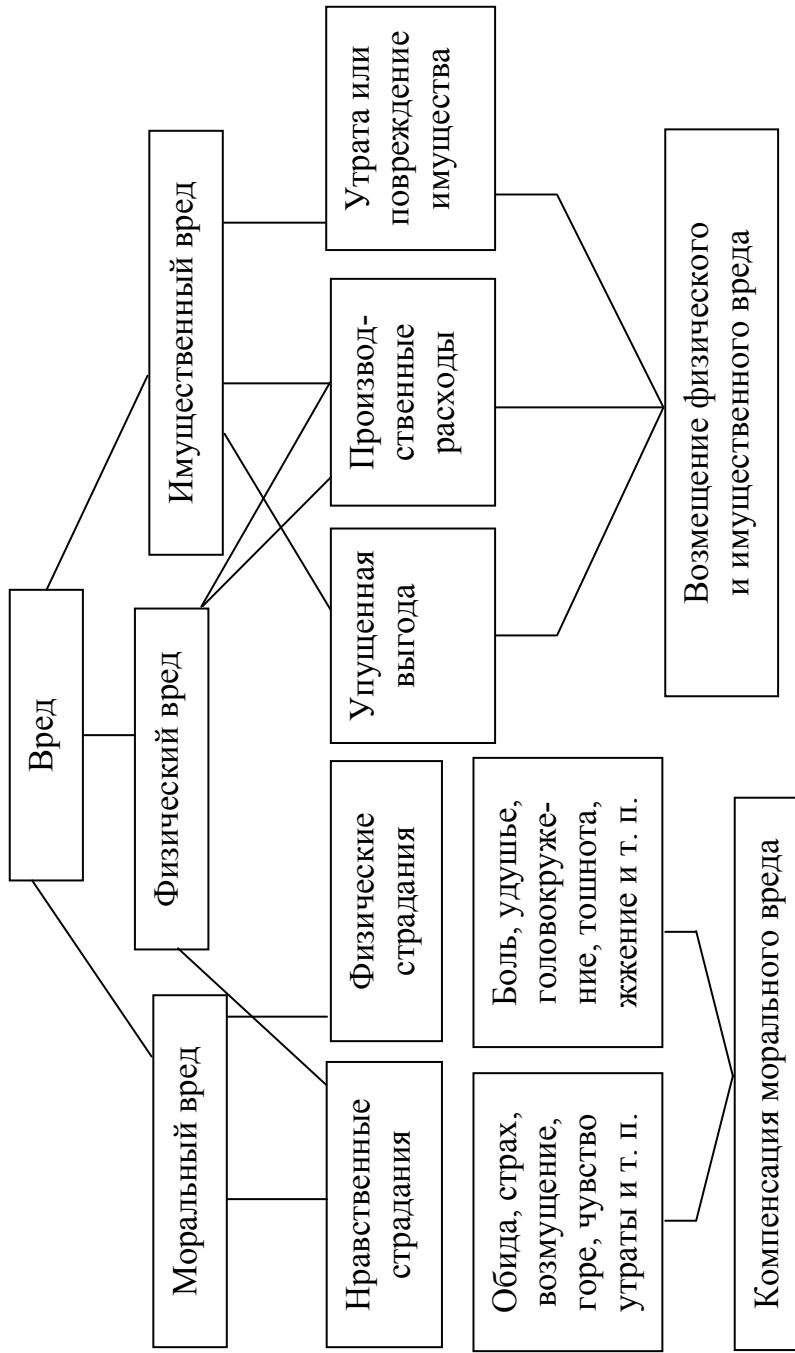 Вред
Моральный вред
Физический вред
Имущественный вред
Нравственные
страдания
Физические
страдания
Упущенная
выгода
Производ-
ственные
расходы
Утрата или
повреждение
имущества
Обида, страх,
возмущение,
горе, чувство
утраты и т. п.
Боль, удушье,
головокруже-
ние, тошнота,
жжение и т. п.
Компенсация морального вреда
Возмещение физического
и имущественного вреда